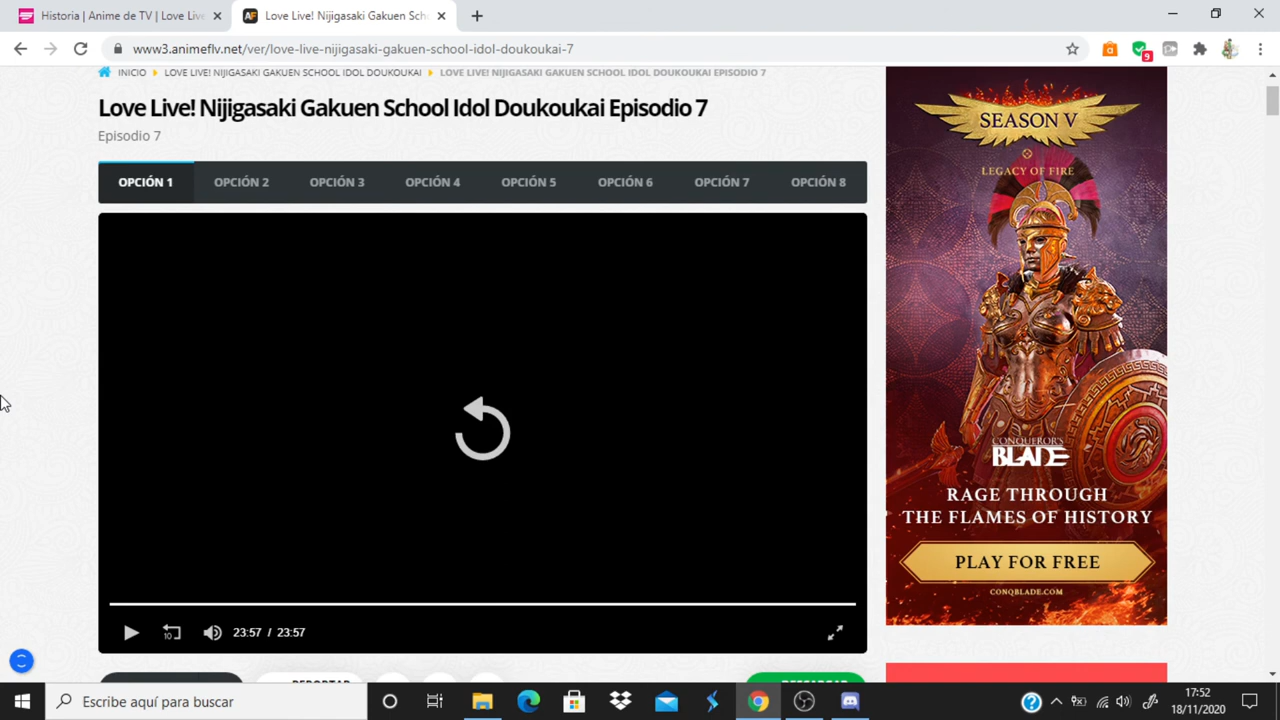 Historia | Anime de TV | Love Live
Love Live! Nijigasaki Gakuen Scho
www3.animeflv.net/ver/love-live-nijigasaki-gakuen-school-idol-doukoukai-7
9
INICIO LOVE LIVE! NIJIGASAKI GAKUEN SCHOOL IDOL DOUKOUKAI LOVE LIVE! NIJIGASAKI GAKUEN SCHOOL IDOL DOUKOUKAI EPISODIO 7
Love Live! Nijigasaki Gakuen School Idol Doukoukai Episodio 7
Episodio 7
OPCIÓN 1 OPCIÓN 2 OPCIÓN 3 OPCIÓN 4 OPCIÓN 5 OPCIÓN 6 OPCIÓN 7 OPCIÓN 8
10
23:57 / 23:57
SEASON V
LEGACY OF FIRE
CONQUEROR'S
BLADE
RAGE THROUGH
THE FLAMES OF HISTORY
PLAY FOR FREE
CONQBLADE.COM
REPORTAR
DESCARGAR
Escribe aquí para buscar
17:52
18/11/2020